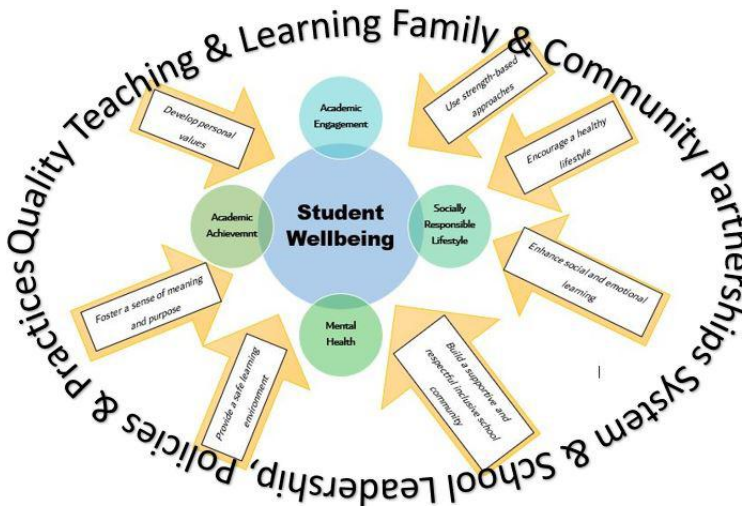 Quality Teaching & Learning Family & Community Partnerships System & School Leadership, Policies & Practices
Develop personal
values
Academic
Engagement
Use strength-based
approaches
Encourage a healthy
lifestyle
Academic
Achievemnt
Student
Wellbeing
Socially
Responsible
Lifestyle
Enhance social and emotional
learning
Foster a sense of meaning
and purpose
Provide a safe learning
environment
Mental
Health
Build a supportive and
respectful inclusive school
community